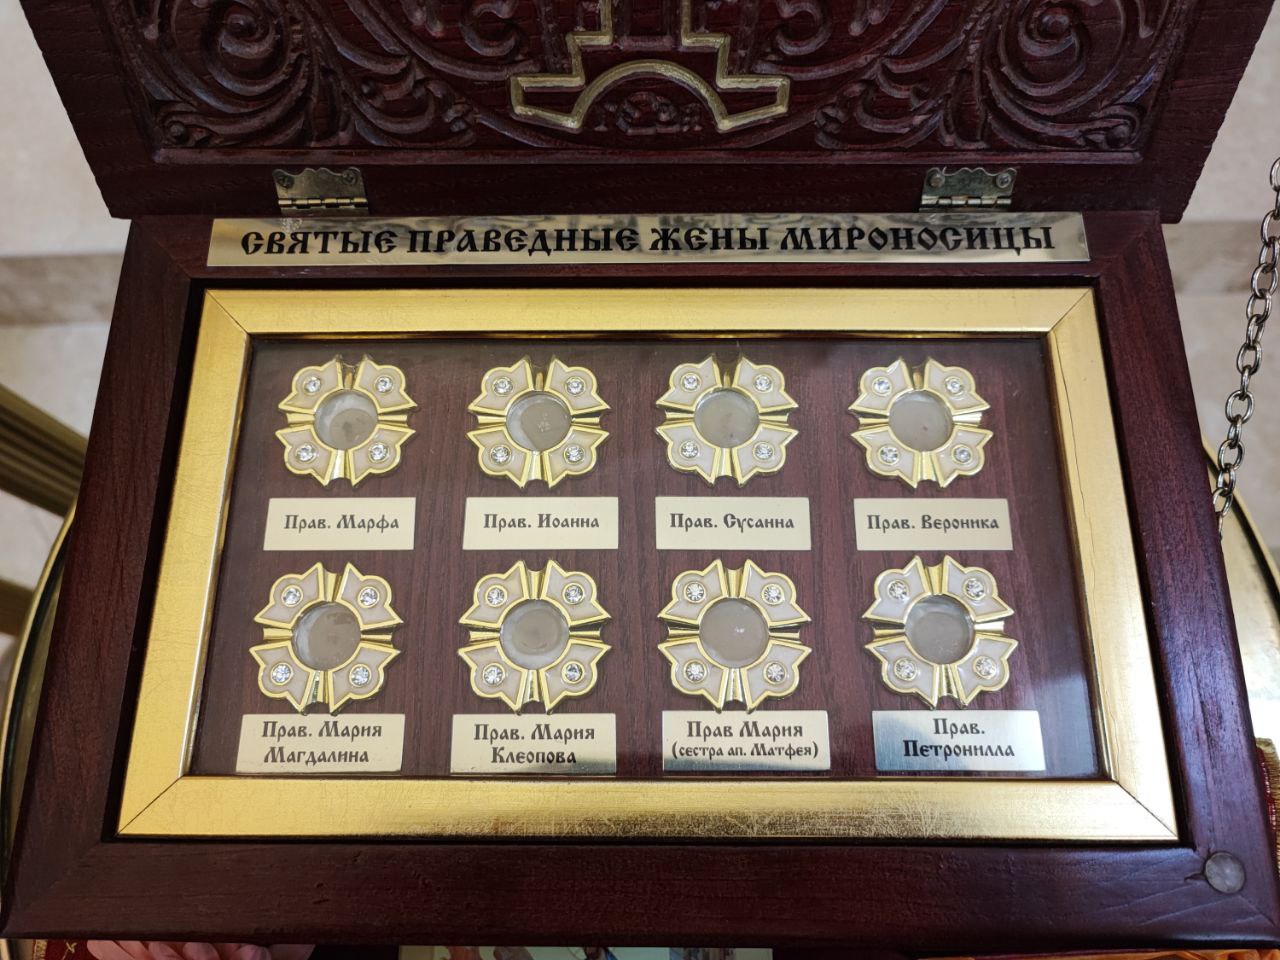 СВЯТЫЕ ПРАВЕДНЫЕ ЖЕНЫ МИРОНОСИЦЫ
Прав. Марфа
Прав. Иоанна
Прав. Сусанна
Прав. Вероника
Прав. Мария
Магдалина
Прав. Мария
Клеопова
Прав Мария
(сестра ап. Матфея)
Прав.
Петронилла